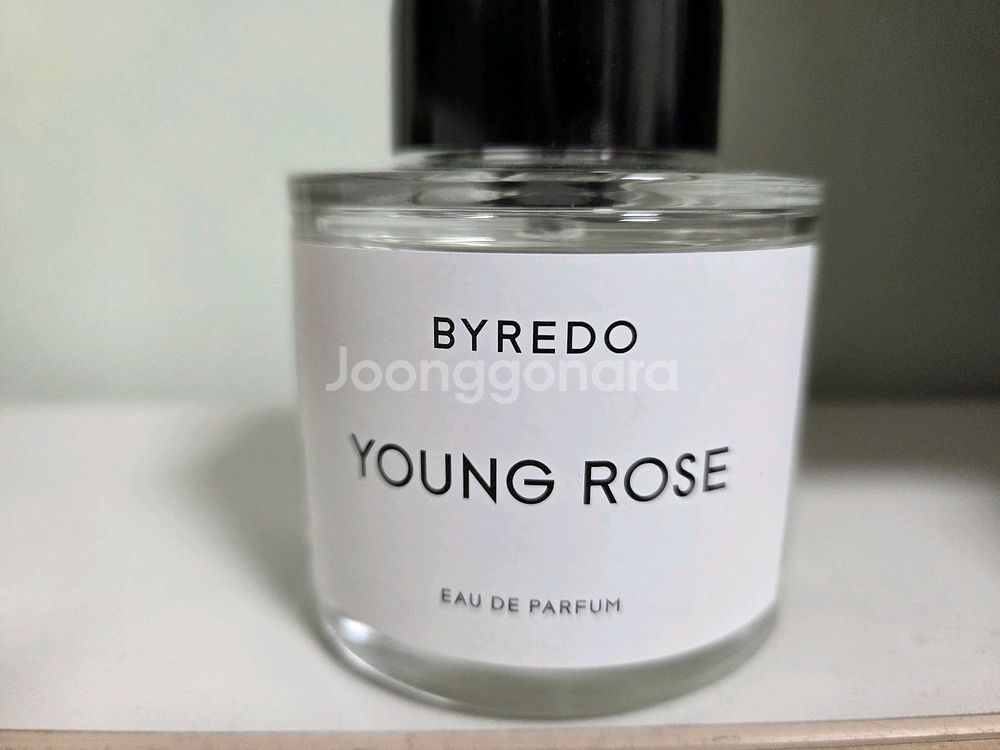 BYREDO
Joonggonara
YOUNG ROSE
EAU DE PARFUM